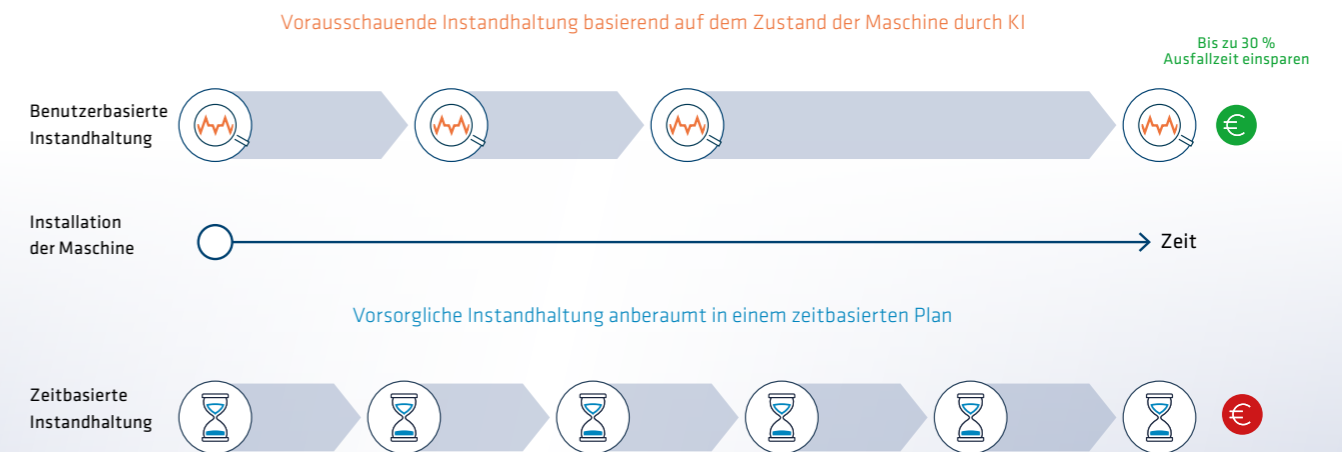 Vorausschauende Instandhaltung basierend auf dem Zustand der Maschine durch KI
Bis zu 30 %
Ausfallzeit einsparen
Benutzerbasierte
Instandhaltung
€
Installation
der Maschine
Zeit
Vorsorgliche Instandhaltung anberaumt in einem zeitbasierten Plan
Zeitbasierte
Instandhaltung
€